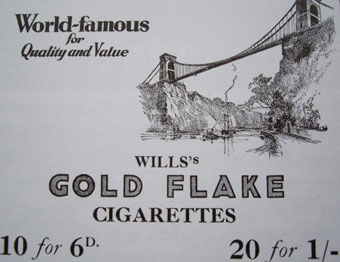 World-famous
for
Quality and Value
WILLS's
GOLD FLAKE
CIGARETTES
10 for 6D.
20 for 1/-